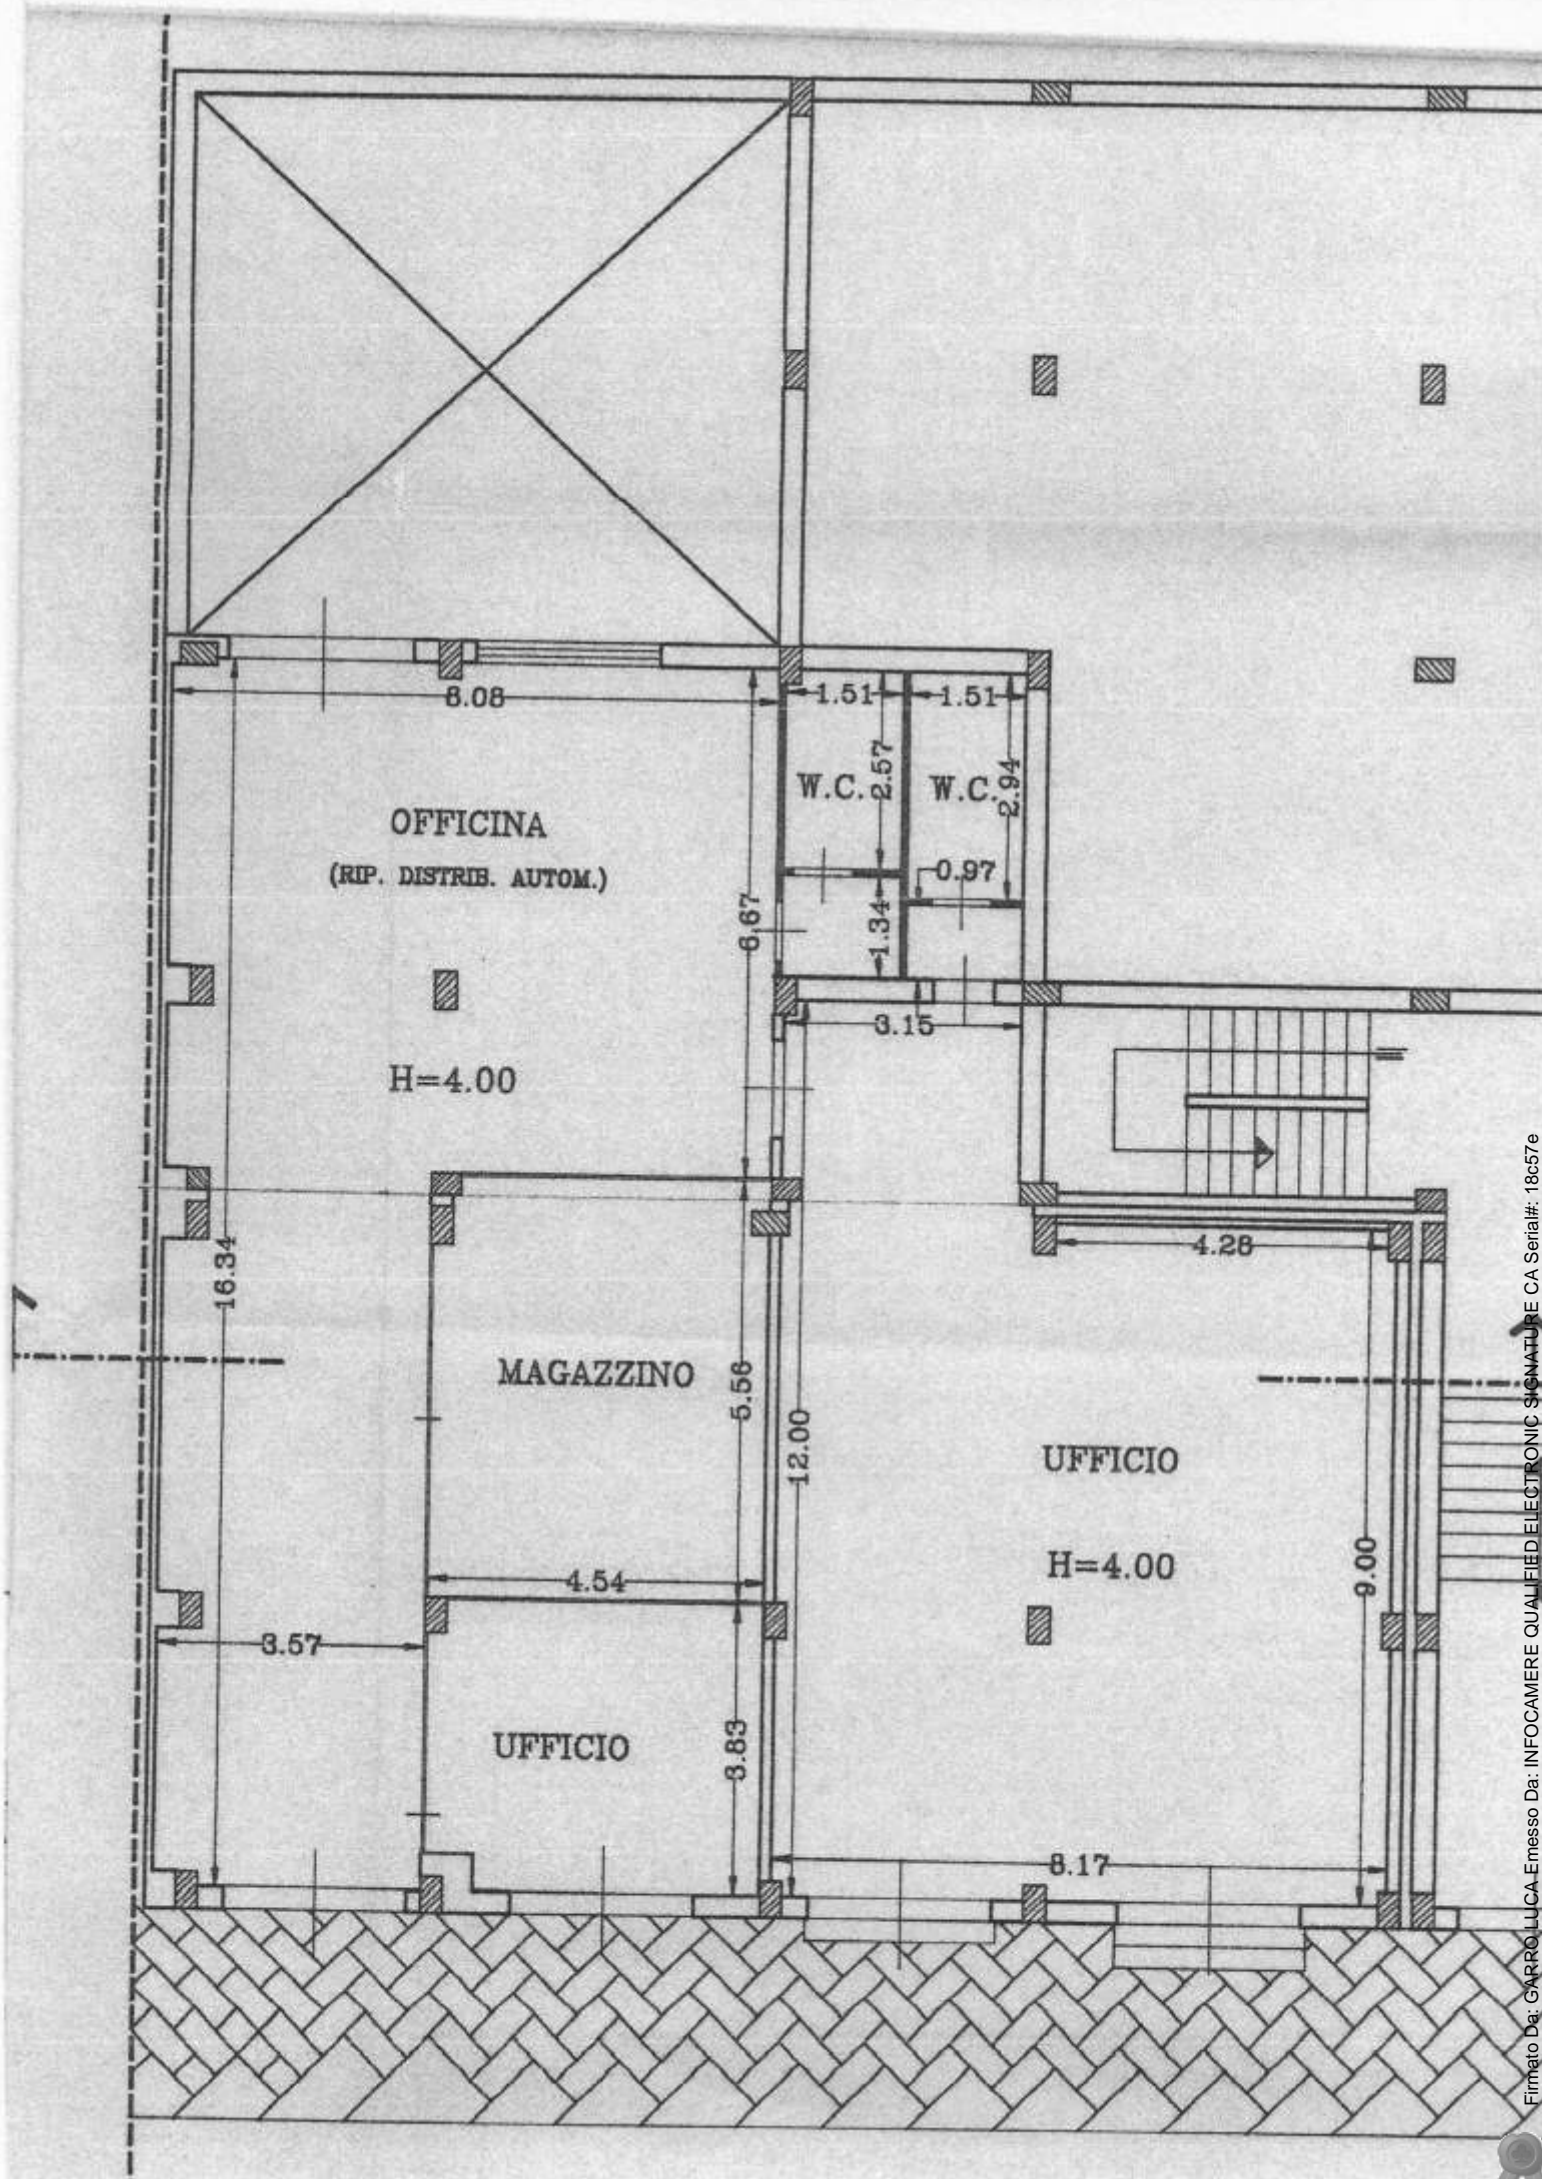 8.08
1.51
1.51
W.C.
2.57
W.C.
2.94
OFFICINA
(RIP. DISTRIB. AUTOM.)
0.97
6.67
1.34
3.15
H=4.00
16.34
4.28
MAGAZZINO
5.56
12.00
UFFICIO
H=4.00
9.00
4.54
3.57
UFFICIO
3.83
8.17
Firmato Da: GARRO LUCA Emesso Da: INFOCAMERE QUALIFIED ELECTRONIC SIGNATURE CA Serial#: 18c57e